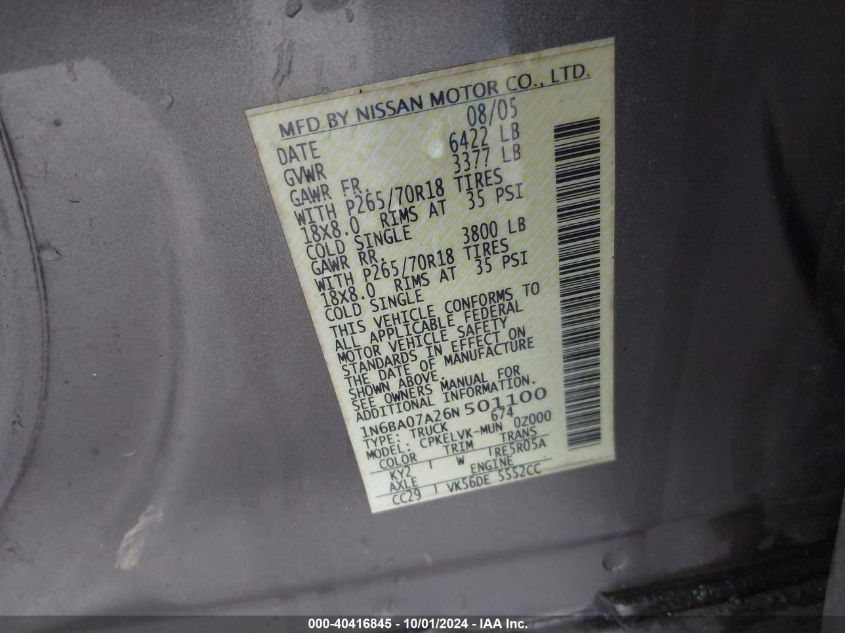 MFD BY NISSAN MOTOR CO., LTD.
DATE 08/05
GVWR 6422 LB
GAWR FR. 3377 LB
WITH P265/70R18 TIRES
18X8.0 RIMS AT 35 PSI
COLD SINGLE
GAWR RR. 3800 LB
WITH P265/70R18 TIRES
18X8.0 RIMS AT 35 PSI
COLD SINGLE
THIS VEHICLE CONFORMS TO
ALL APPLICABLE FEDERAL
MOTOR VEHICLE SAFETY
STANDARDS IN EFFECT ON
THE DATE OF MANUFACTURE
SHOWN ABOVE.
SEE OWNERS MANUAL FOR
ADDITIONAL INFORMATION.
1N6BA07A26N501100
TYPE: TRUCK 674
MODEL: CPKELVK-MUN 02000
COLOR TRIM TRANS
KY2 W RE5R05A
AXLE ENGINE
CC29 VK56DE 5552CC
000-40416845 - 10/01/2024 - IAA Inc.